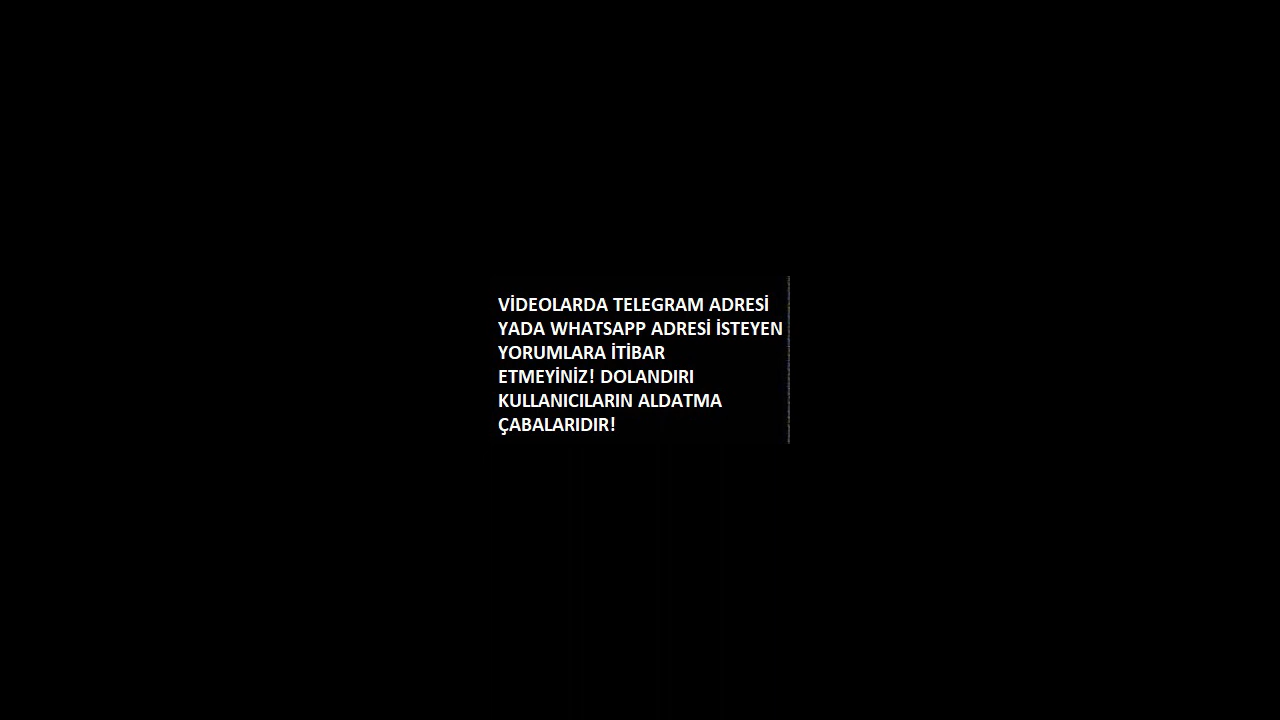 VİDEOLARDA TELEGRAM ADRESİ
YADA WHATSAPP ADRESİ İSTEYEN
YORUMLARA İTİBAR
ETMEYİNİZ! DOLANDIRI
KULLANICILARIN ALDATMA
ÇABALARIDIR!